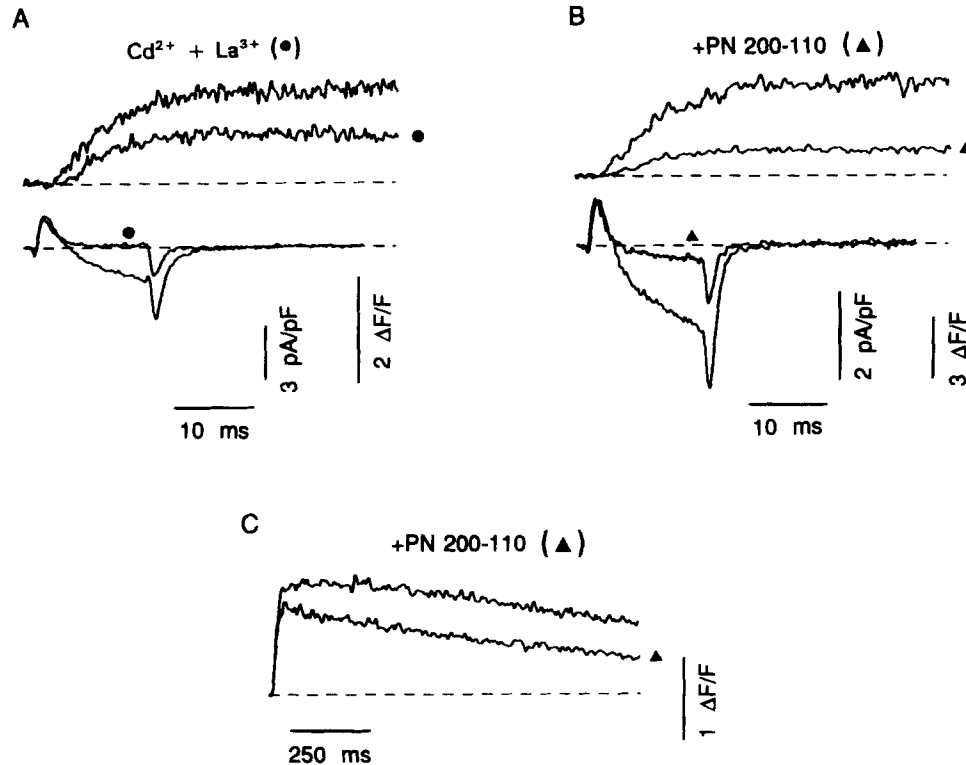 A
Cd²⁺ + La³⁺ (●)
3 pA/pF
2 ΔF/F
10 ms
B
+PN 200-110 (▲)
2 pA/pF
3 ΔF/F
10 ms
C
+PN 200-110 (▲)
1 ΔF/F
250 ms